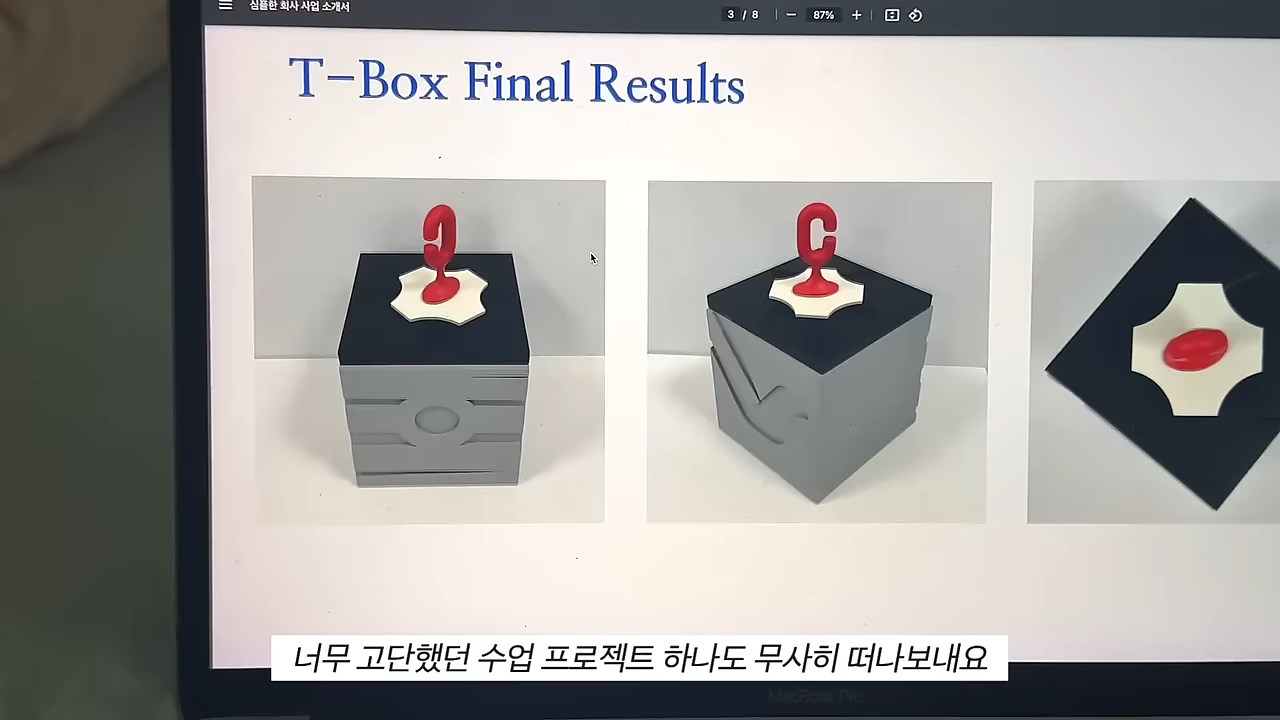 심플한 회사 사업 소개서
3 / 8
87%
T-Box Final Results
너무 고단했던 수업 프로젝트 하나도 무사히 떠나보내요
MacBook Pro